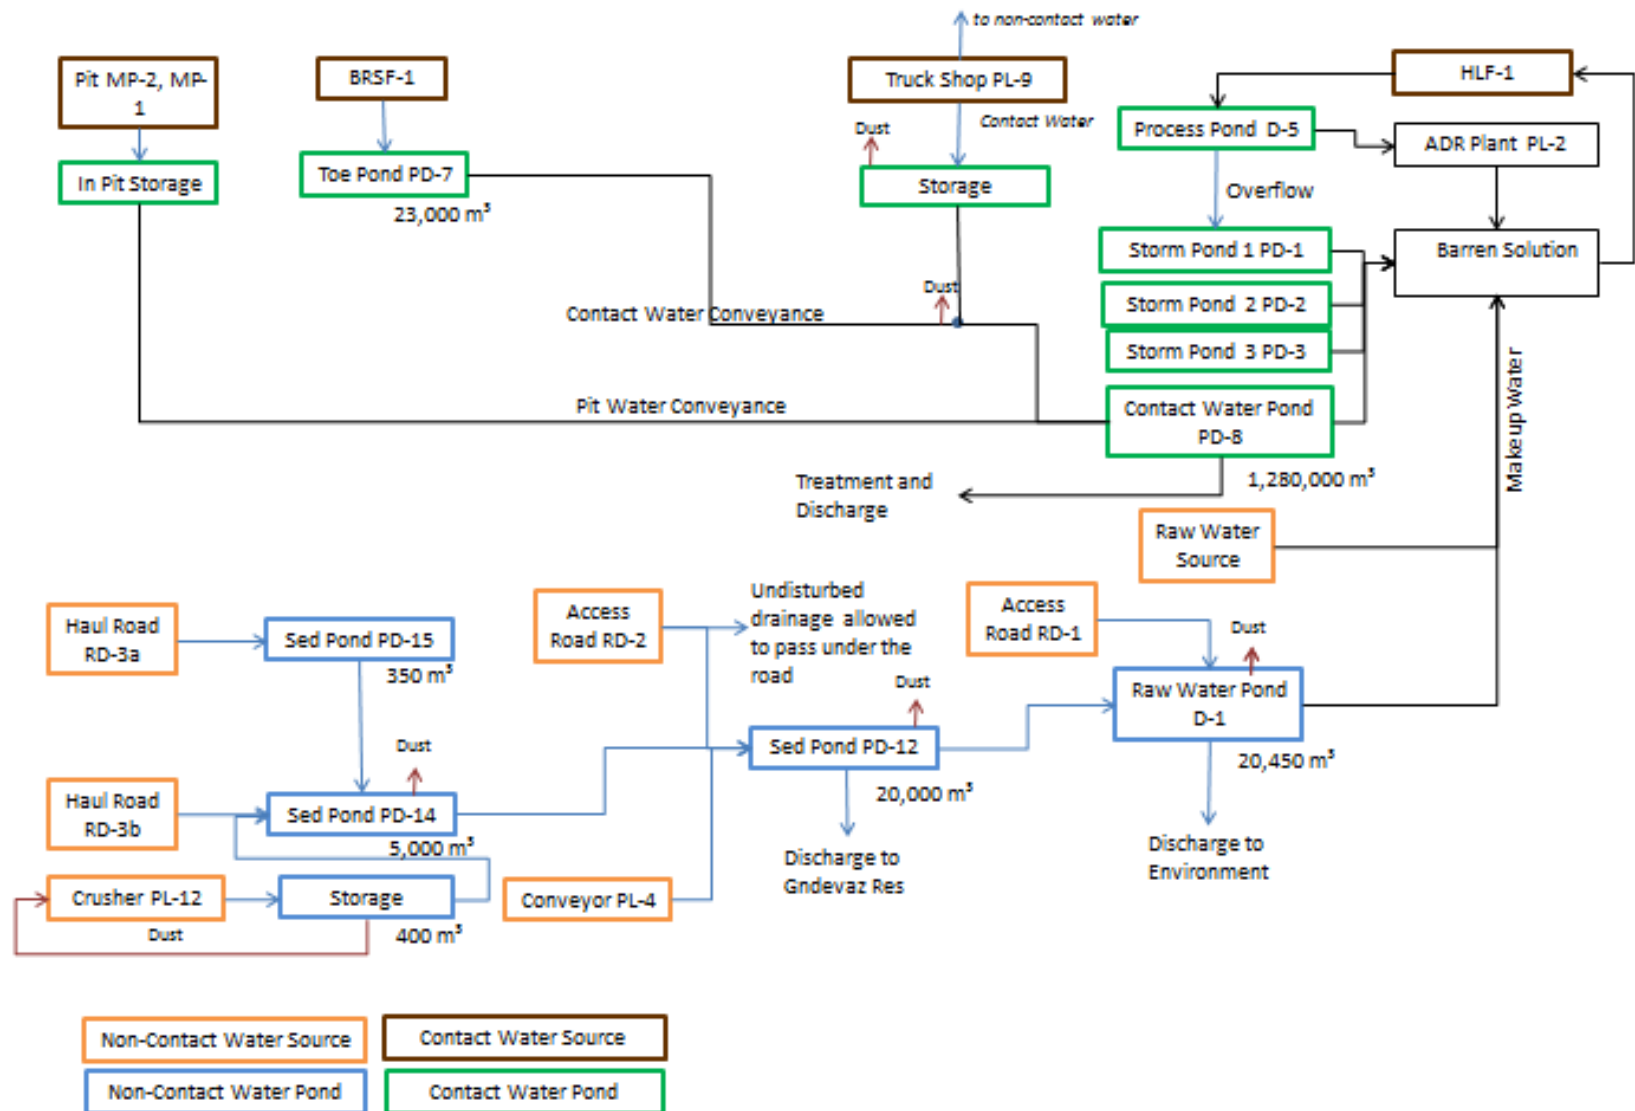 to non-contact water
Pit MP-2, MP-
1
BRSF-1
Truck Shop PL-9
HLF-1
Contact Water
Dust
Process Pond D-5
ADR Plant PL-2
In Pit Storage
Toe Pond PD-7
23,000 m³
Storage
Overflow
Storm Pond 1 PD-1
Barren Solution
Dust
Storm Pond 2 PD-2
Contact Water Conveyance
Storm Pond 3 PD-3
Pit Water Conveyance
Contact Water Pond
PD-8
1,280,000 m³
Makeup Water
Treatment and
Discharge
Raw Water
Source
Haul Road
RD-3a
Sed Pond PD-15
350 m³
Access
Road RD-2
Undisturbed
drainage allowed
to pass under the
road
Access
Road RD-1
Dust
Dust
Raw Water Pond
D-1
20,450 m³
Sed Pond PD-12
20,000 m³
Dust
Haul Road
RD-3b
Sed Pond PD-14
5,000 m³
Discharge to
Gndevaz Res
Discharge to
Environment
Crusher PL-12
Storage
400 m³
Dust
Conveyor PL-4
Non-Contact Water Source
Contact Water Source
Non-Contact Water Pond
Contact Water Pond